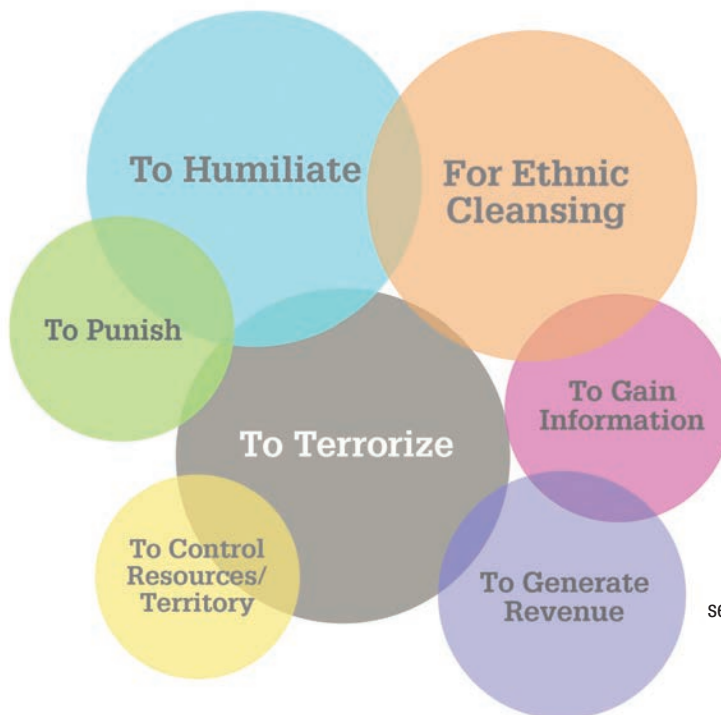 To Humiliate
For Ethnic
Cleansing
To Punish
To Gain
Information
To Terrorize
To Control
Resources/
Territory
To Generate
Revenue
se